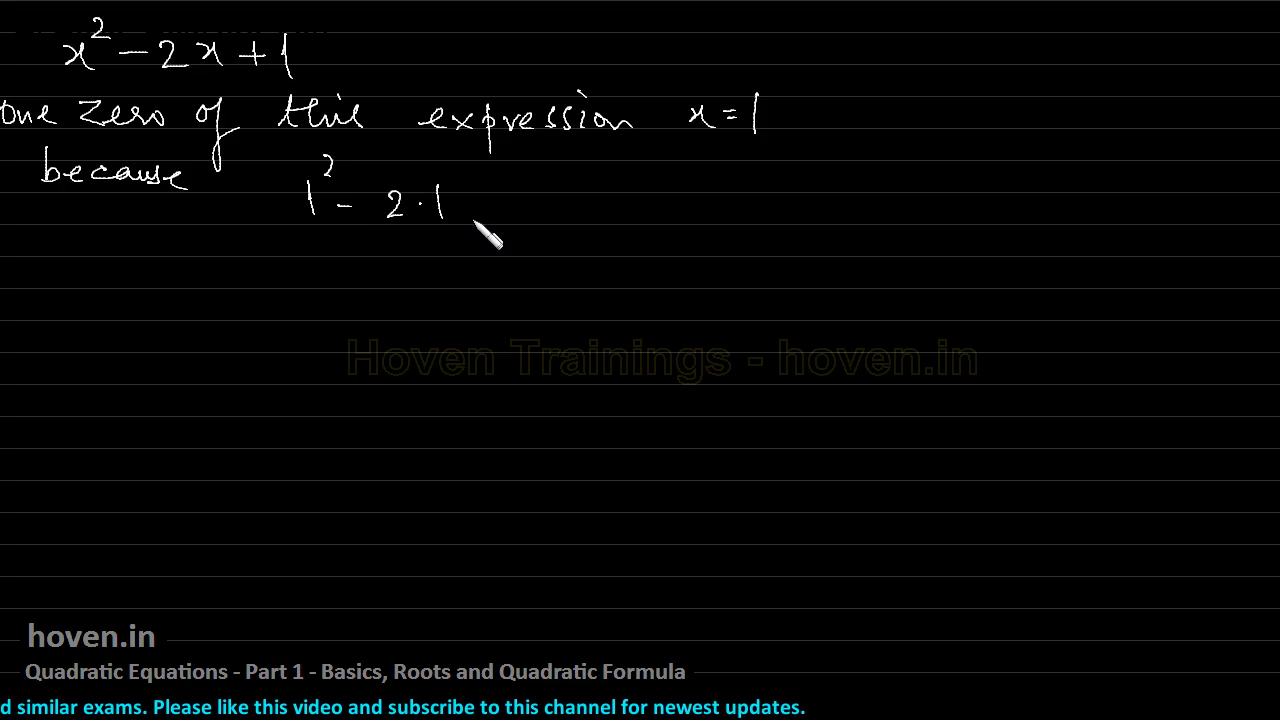 x² - 2x + 1
one zero of this expression x = 1
because 1² - 2·1
Hoven Trainings - hoven.in
hoven.in
Quadratic Equations - Part 1 - Basics, Roots and Quadratic Formula
d similar exams. Please like this video and subscribe to this channel for newest updates.